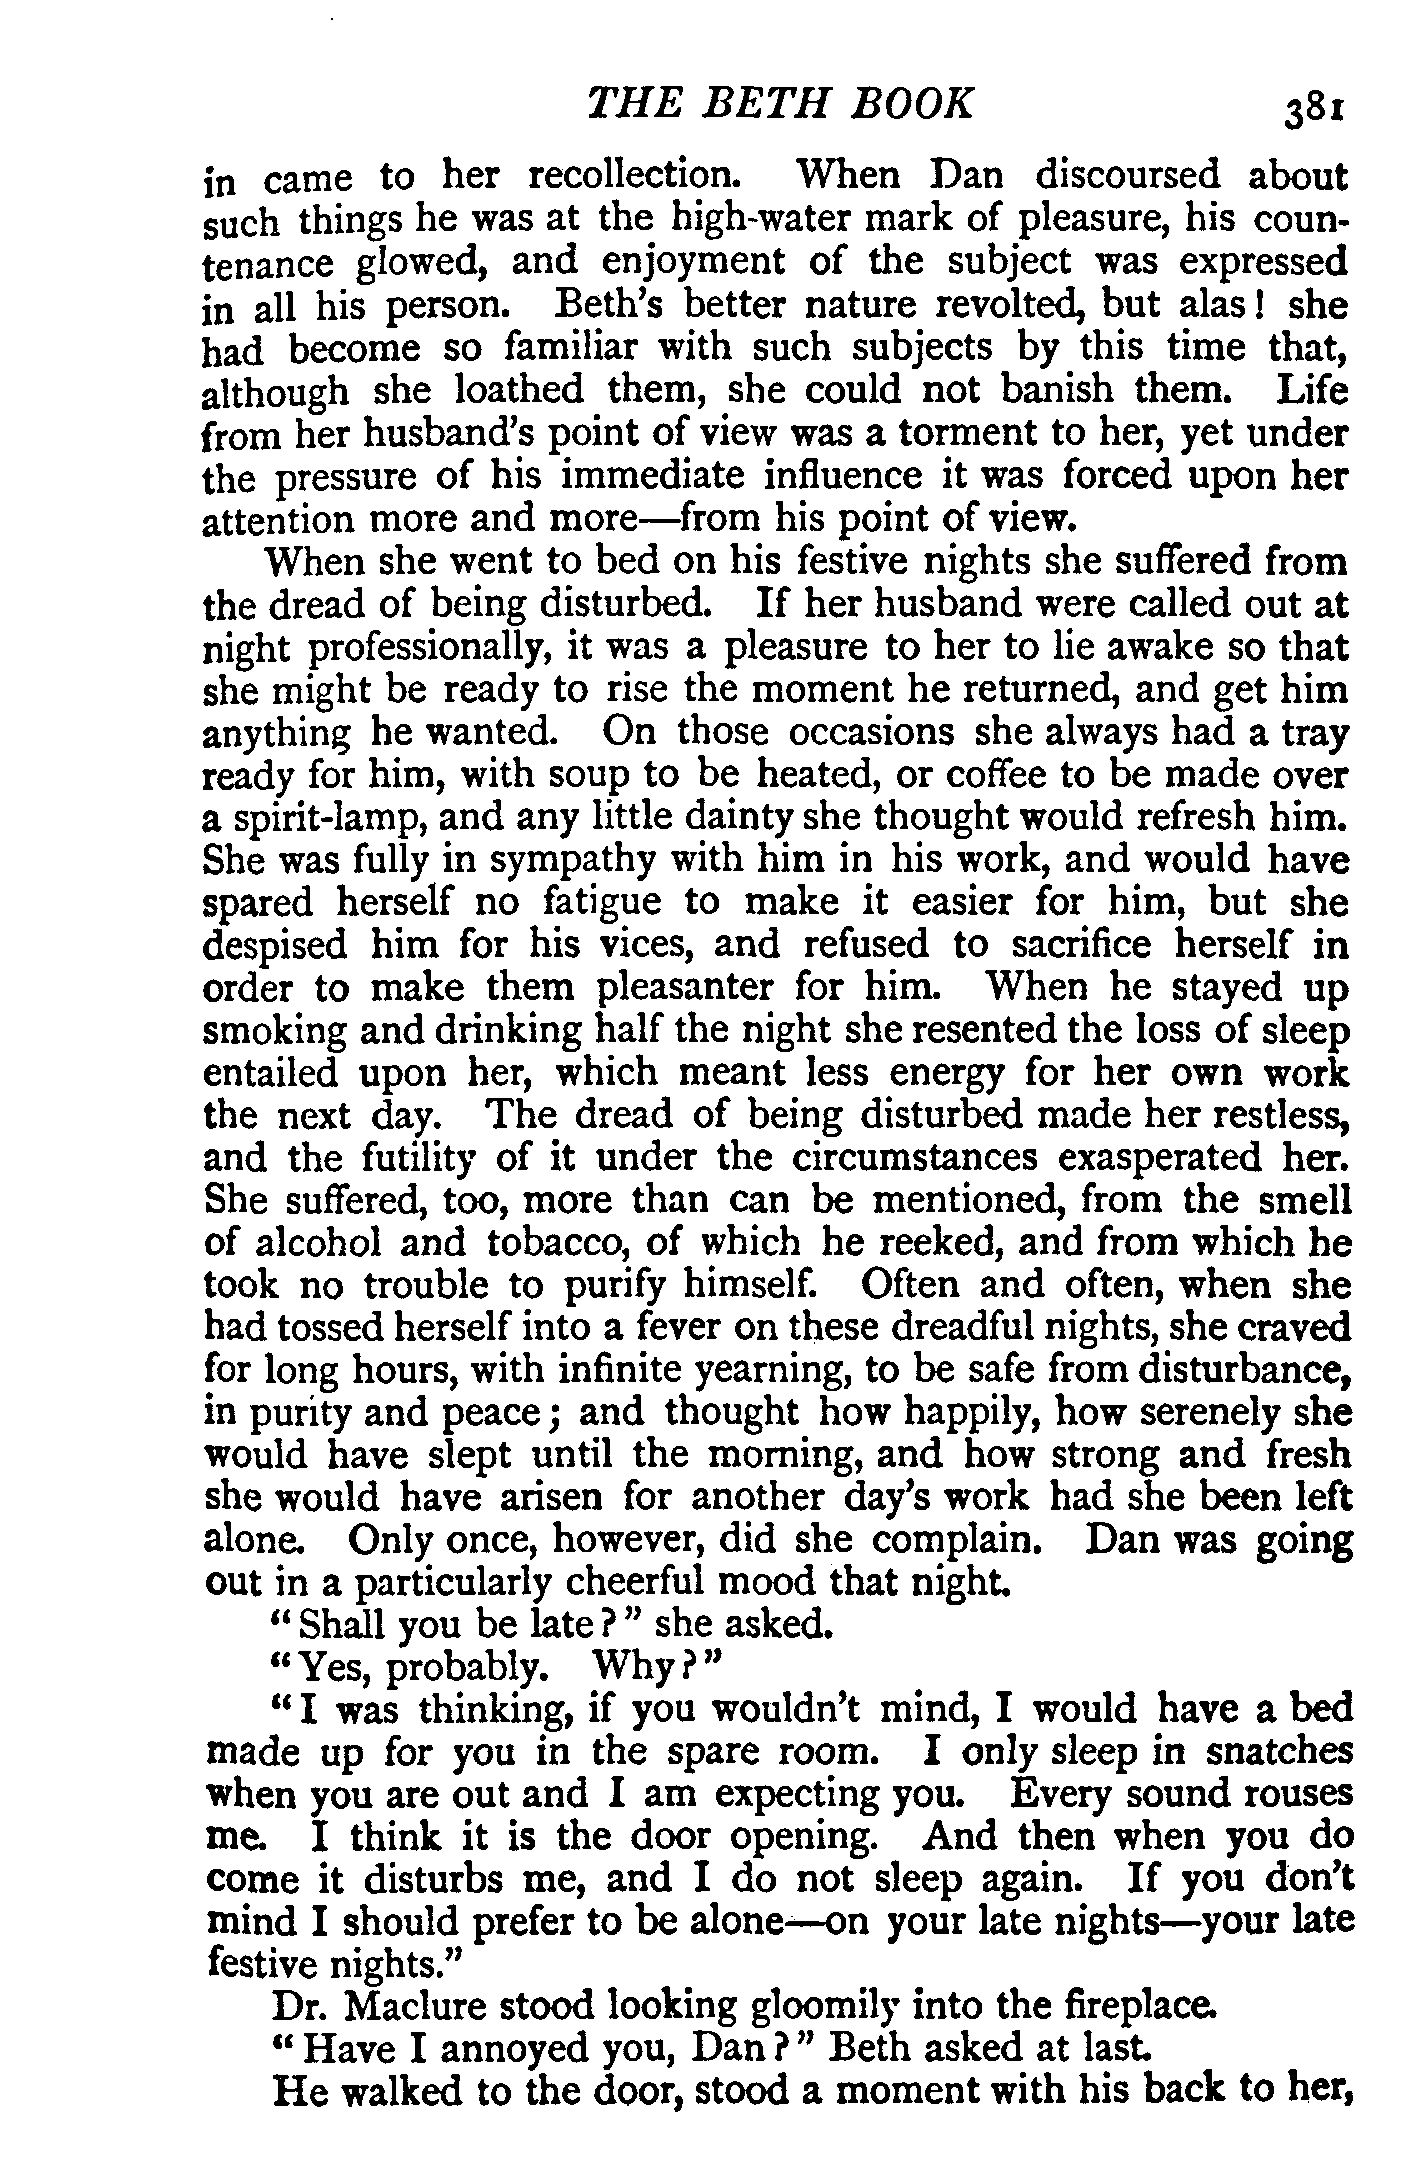 THE BETH BOOK 381
in came to her recollection. When Dan discoursed about
such things he was at the high-water mark of pleasure, his coun-
tenance glowed, and enjoyment of the subject was expressed
in all his person. Beth's better nature revolted, but alas! she
had become so familiar with such subjects by this time that,
although she loathed them, she could not banish them. Life
from her husband's point of view was a torment to her, yet under
the pressure of his immediate influence it was forced upon her
attention more and more—from his point of view.
When she went to bed on his festive nights she suffered from
the dread of being disturbed. If her husband were called out at
night professionally, it was a pleasure to her to lie awake so that
she might be ready to rise the moment he returned, and get him
anything he wanted. On those occasions she always had a tray
ready for him, with soup to be heated, or coffee to be made over
a spirit-lamp, and any little dainty she thought would refresh him.
She was fully in sympathy with him in his work, and would have
spared herself no fatigue to make it easier for him, but she
despised him for his vices, and refused to sacrifice herself in
order to make them pleasanter for him. When he stayed up
smoking and drinking half the night she resented the loss of sleep
entailed upon her, which meant less energy for her own work
the next day. The dread of being disturbed made her restless,
and the futility of it under the circumstances exasperated her.
She suffered, too, more than can be mentioned, from the smell
of alcohol and tobacco, of which he reeked, and from which he
took no trouble to purify himself. Often and often, when she
had tossed herself into a fever on these dreadful nights, she craved
for long hours, with infinite yearning, to be safe from disturbance,
in purity and peace; and thought how happily, how serenely she
would have slept until the morning, and how strong and fresh
she would have arisen for another day's work had she been left
alone. Only once, however, did she complain. Dan was going
out in a particularly cheerful mood that night.
"Shall you be late?" she asked.
"Yes, probably. Why?"
"I was thinking, if you wouldn't mind, I would have a bed
made up for you in the spare room. I only sleep in snatches
when you are out and I am expecting you. Every sound rouses
me. I think it is the door opening. And then when you do
come it disturbs me, and I do not sleep again. If you don't
mind I should prefer to be alone—on your late nights—your late
festive nights."
Dr. Maclure stood looking gloomily into the fireplace.
"Have I annoyed you, Dan?" Beth asked at last.
He walked to the door, stood a moment with his back to her,